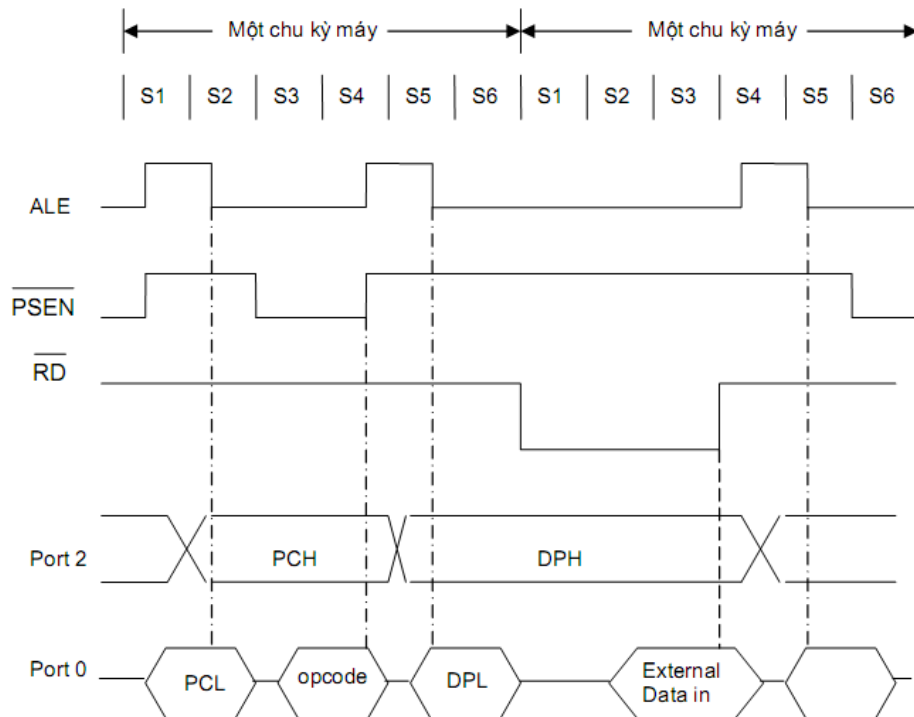 Một chu kỳ máy Một chu kỳ máy
S1 S2 S3 S4 S5 S6 S1 S2 S3 S4 S5 S6
ALE
PSEN
RD
Port 2 PCH DPH
Port 0 PCL opcode DPL External Data in